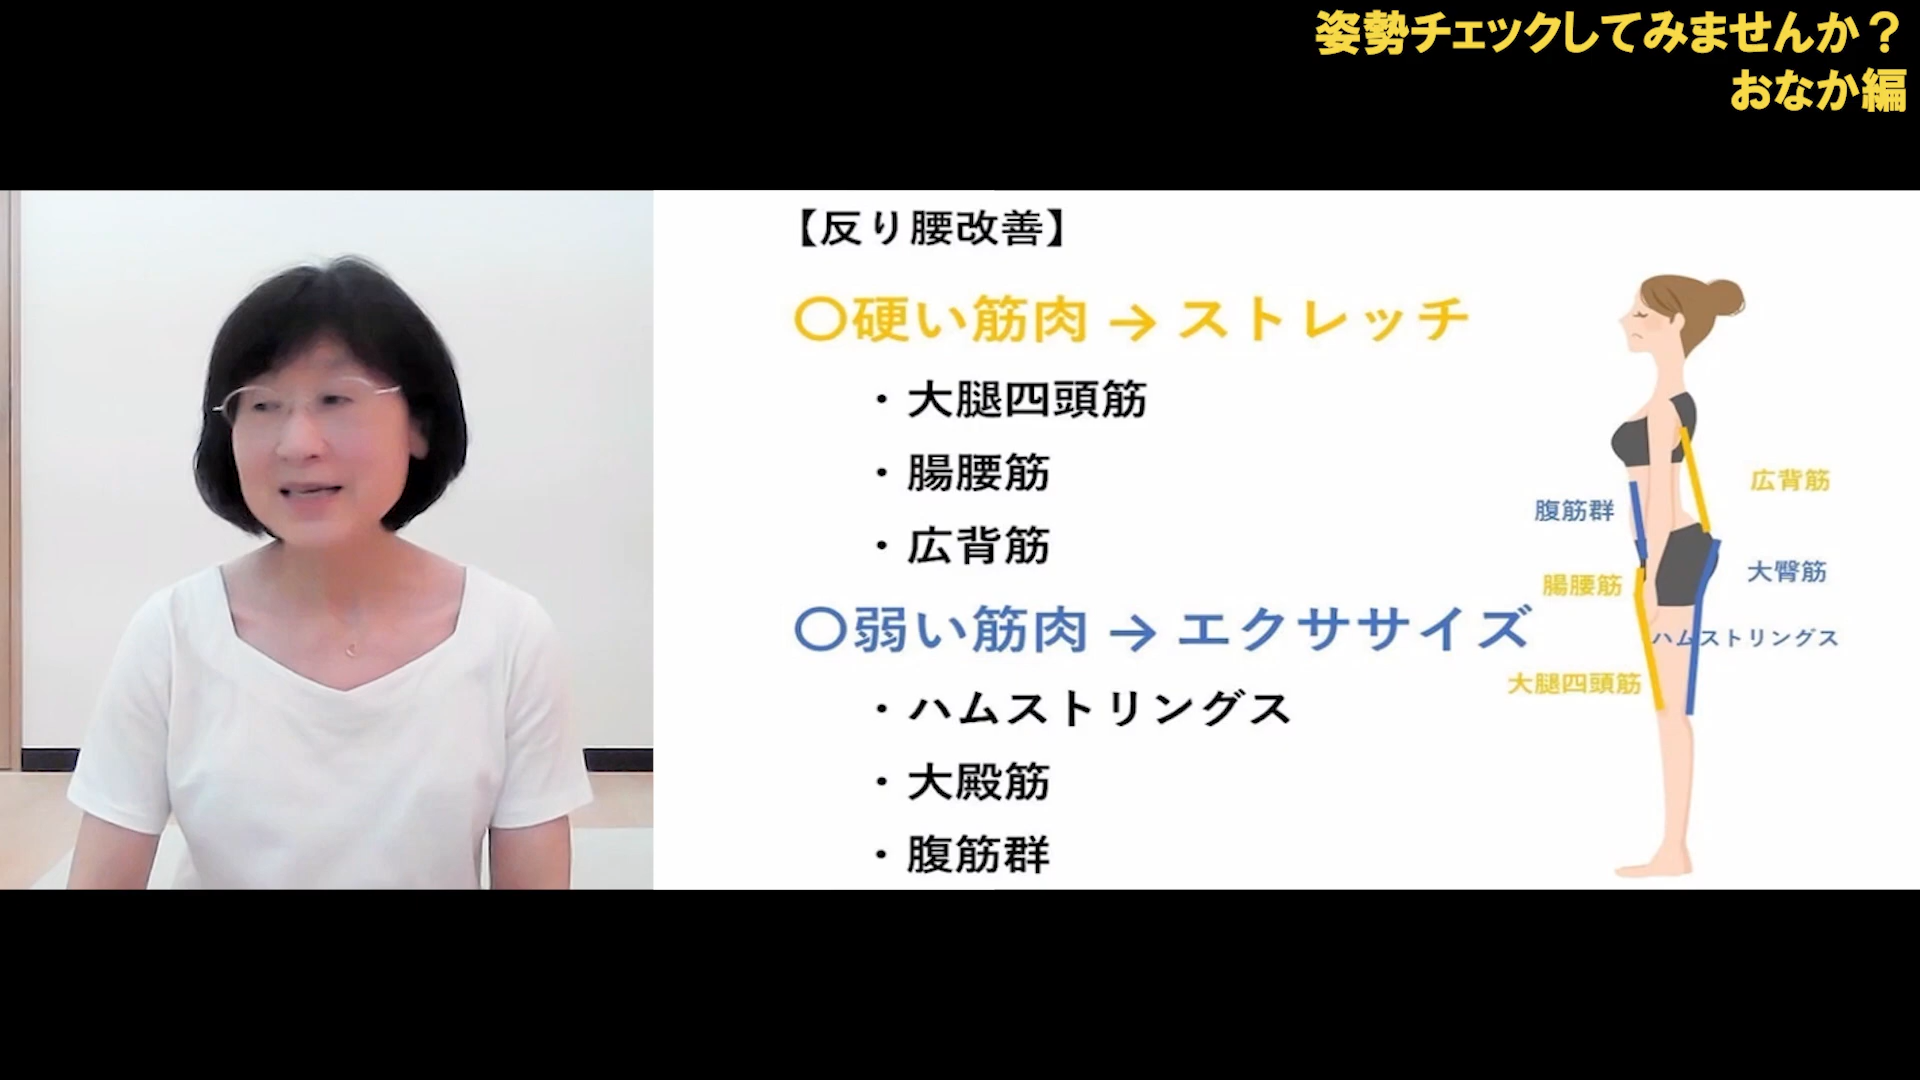 姿勢チェックしてみませんか？
おなか編
【反り腰改善】
〇硬い筋肉 → ストレッチ
・大腿四頭筋
・腸腰筋
・広背筋
〇弱い筋肉 → エクササイズ
・ハムストリングス
・大殿筋
・腹筋群
広背筋
腹筋群
大臀筋
腸腰筋
ハムストリングス
大腿四頭筋